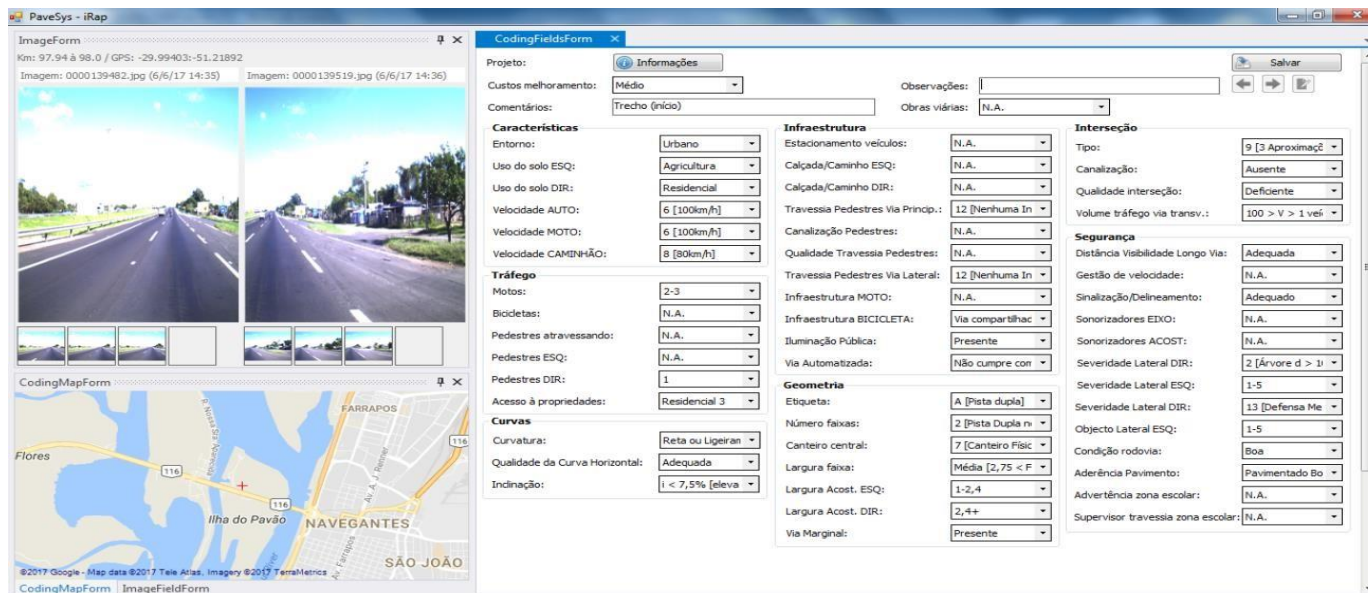 PaveSys - iRap
ImageForm
Km: 97.94 à 98.0 / GPS: -29.99403:-51.21892
Imagem: 0000139482.jpg (6/6/17 14:35)
Imagem: 0000139519.jpg (6/6/17 14:36)
CodingMapForm
FARRAPOS
116
Flores
R. Nossa Sra. Aparecida
Av. A. J. Renner
116
116
Ilha do Pavão
NAVEGANTES
Av. Farrapos
SÃO JOÃO
©2017 Google - Map data ©2017 Tele Atlas, Imagery ©2017 TerraMetrics
CodingMapForm ImageFieldForm
CodingFieldsForm
Projeto: Informações Salvar
Custos melhoramento: Médio Observações:
Comentários: Trecho (início) Obras viárias: N.A.
Características
Entorno: Urbano
Uso do solo ESQ: Agricultura
Uso do solo DIR: Residencial
Velocidade AUTO: 6 [100km/h]
Velocidade MOTO: 6 [100km/h]
Velocidade CAMINHÃO: 8 [80km/h]
Tráfego
Motos: 2-3
Bicicletas: N.A.
Pedestres atravessando: N.A.
Pedestres ESQ: N.A.
Pedestres DIR: 1
Acesso à propriedades: Residencial 3
Curvas
Curvatura: Reta ou Ligeiran
Qualidade da Curva Horizontal: Adequada
Inclinação: i < 7,5% [eleva
Infraestrutura
Estacionamento veículos: N.A.
Calçada/Caminho ESQ: N.A.
Calçada/Caminho DIR: N.A.
Travessia Pedestres Via Princip.: 12 [Nenhuma In
Canalização Pedestres: N.A.
Qualidade Travessia Pedestres: N.A.
Travessia Pedestres Via Lateral: 12 [Nenhuma In
Infraestrutura MOTO: N.A.
Infraestrutura BICICLETA: Via compartilhac
Iluminação Pública: Presente
Via Automatizada: Não cumpre com
Geometria
Etiqueta: A [Pista dupla]
Número faixas: 2 [Pista Dupla n
Canteiro central: 7 [Canteiro Físic
Largura faixa: Média [2,75 < F
Largura Acost. ESQ: 1-2,4
Largura Acost. DIR: 2,4+
Via Marginal: Presente
Interseção
Tipo: 9 [3 Aproximaçõ
Canalização: Ausente
Qualidade interseção: Deficiente
Volume tráfego via transv.: 100 > V > 1 veí
Segurança
Distância Visibilidade Longo Via: Adequada
Gestão de velocidade: N.A.
Sinalização/Delineamento: Adequado
Sonorizadores EIXO: N.A.
Sonorizadores ACOST: N.A.
Severidade Lateral DIR: 2 [Árvore d > 1
Severidade Lateral ESQ: 1-5
Severidade Lateral DIR: 13 [Defensa Me
Objecto Lateral ESQ: 1-5
Condição rodovia: Boa
Aderência Pavimento: Pavimentado Bo
Advertência zona escolar: N.A.
Supervisor travessia zona escolar: N.A.